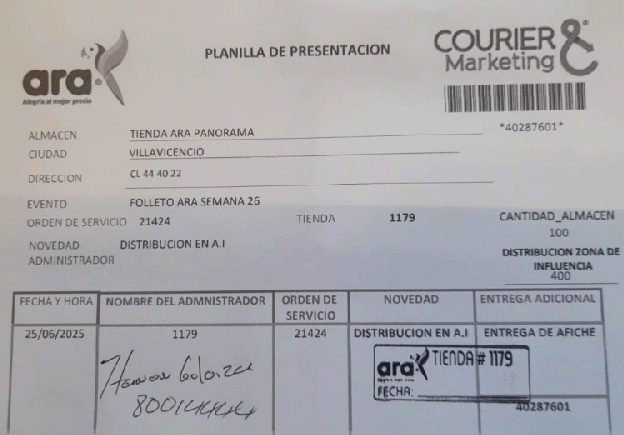 ara
Alegría al mejor precio
PLANILLA DE PRESENTACION
COURIER &
Marketing
*40287601*
ALMACEN TIENDA ARA PANORAMA
CIUDAD VILLAVICENCIO
DIRECCION CL 44 40 22
EVENTO FOLLETO ARA SEMANA 26
ORDEN DE SERVICIO 21424 TIENDA 1179
CANTIDAD_ALMACEN
100
NOVEDAD DISTRIBUCION EN A.I
ADMINISTRADOR
DISTRIBUCION ZONA DE
INFLUENCIA
400
FECHA Y HORA NOMBRE DEL ADMNISTRADOR ORDEN DE SERVICIO NOVEDAD ENTREGA ADICIONAL
25/06/2025 1179 21424 DISTRIBUCION EN A.I ENTREGA DE AFICHE
ara TIENDA # 1179
FECHA:
40287601